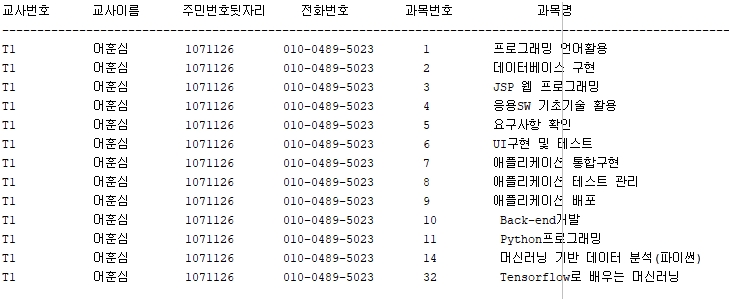 교사번호 교사이름 주민번호뒷자리 전화번호 과목번호 과목명
--------------------------------------------------------------------------------------------------------
T1 어훈심 1071126 010-0489-5023 1 프로그래밍 언어활용
T1 어훈심 1071126 010-0489-5023 2 데이터베이스 구현
T1 어훈심 1071126 010-0489-5023 3 JSP 웹 프로그래밍
T1 어훈심 1071126 010-0489-5023 4 응용SW 기초기술 활용
T1 어훈심 1071126 010-0489-5023 5 요구사항 확인
T1 어훈심 1071126 010-0489-5023 6 UI구현 및 테스트
T1 어훈심 1071126 010-0489-5023 7 애플리케이션 통합구현
T1 어훈심 1071126 010-0489-5023 8 애플리케이션 테스트 관리
T1 어훈심 1071126 010-0489-5023 9 애플리케이션 배포
T1 어훈심 1071126 010-0489-5023 10 Back-end개발
T1 어훈심 1071126 010-0489-5023 11 Python프로그래밍
T1 어훈심 1071126 010-0489-5023 14 머신러닝 기반 데이터 분석(파이썬)
T1 어훈심 1071126 010-0489-5023 32 Tensorflow로 배우는 머신러닝